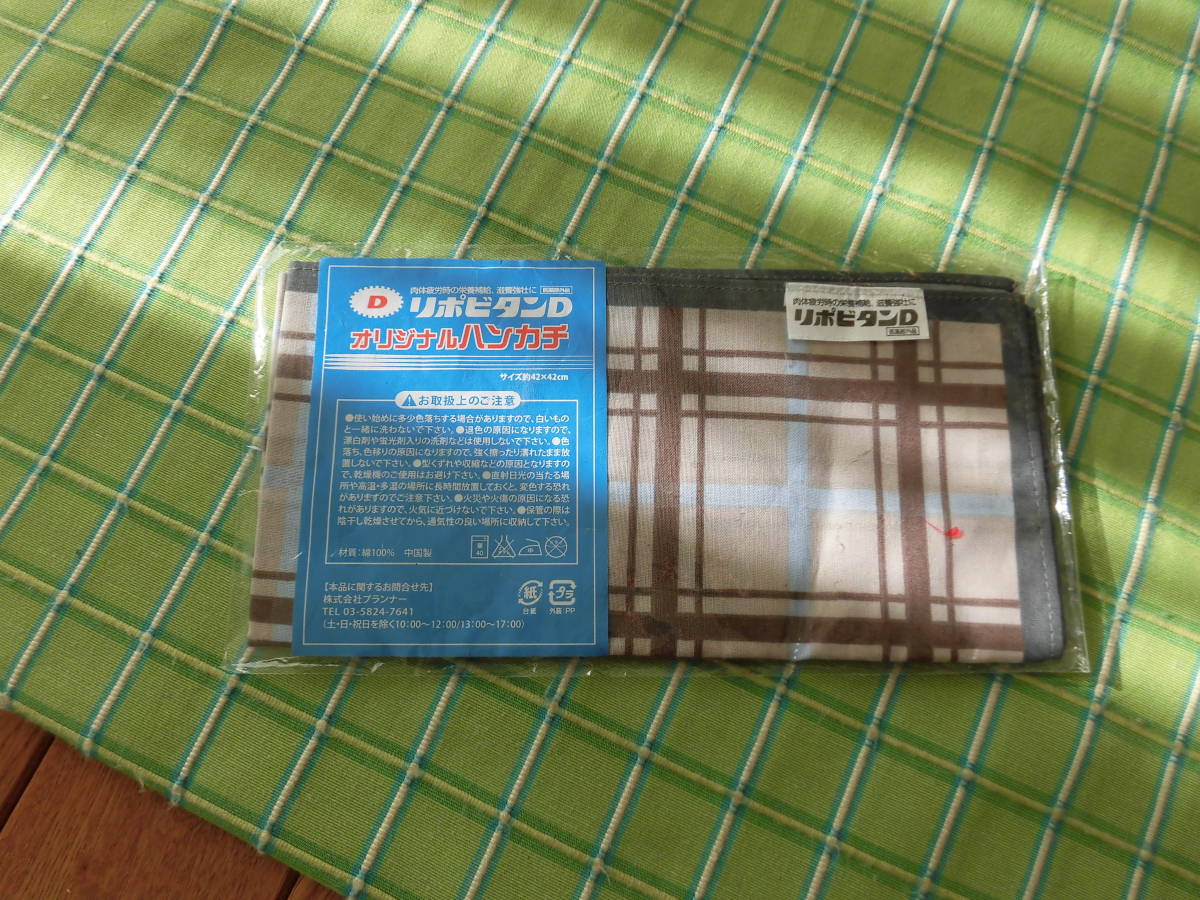 肉体疲労時の栄養補給、滋養強壮に 医薬部外品
D リポビタンD
オリジナルハンカチ
サイズ約42×42cm
お取扱上のご注意
●使い始めに多少色落ちする場合がありますので、白いもの
と一緒に洗わないで下さい。●退色の原因になりますので、
漂白剤や蛍光剤入りの洗剤などは使用しないで下さい。●色
落ち、色移りの原因になりますので、強く擦ったり濡れたまま放
置しないで下さい。●型くずれや収縮などの原因となりますの
で、乾燥機のご使用はお避け下さい。●直射日光の当たる場
所や高温・多湿の場所に長時間放置しておくと、変色する恐れ
がありますのでご注意下さい。●火災や火傷の原因になる恐
れがありますので、火気に近づけないで下さい。●保管の際は
陰干し乾燥させてから、通気性の良い場所に収納して下さい。
材質：綿100% 中国製
40
中
【本品に関するお問合せ先】
株式会社プランナー
TEL 03-5824-7641
（土・日・祝日を除く10：00〜12：00/13：00〜17：00）
紙
台紙
プラ
外袋：PP
肉体疲労時の栄養補給、滋養強壮に
リポビタンD
医薬部外品